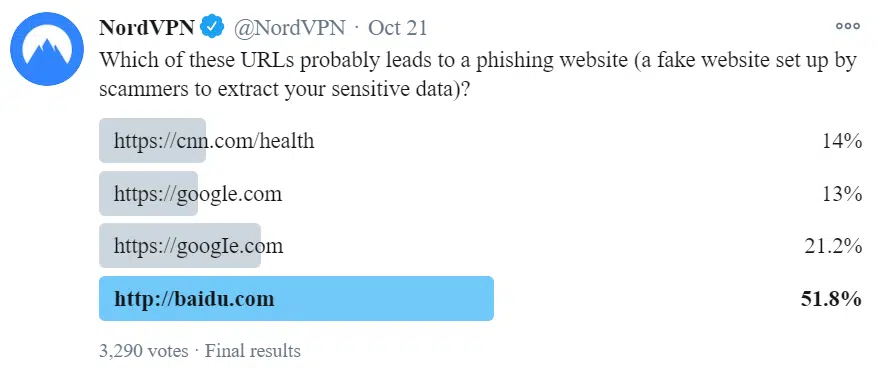 NordVPN @NordVPN · Oct 21
Which of these URLs probably leads to a phishing website (a fake website set up by
scammers to extract your sensitive data)?
https://cnn.com/health 14%
https://google.com 13%
https://googIe.com 21.2%
http://baidu.com 51.8%
3,290 votes · Final results